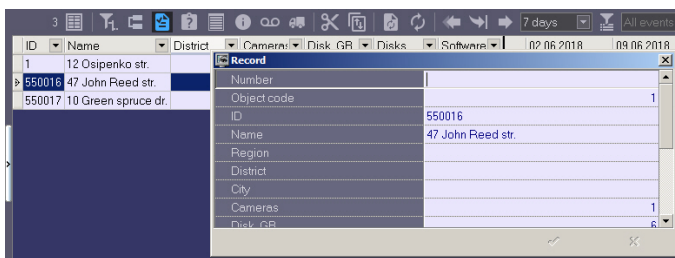 3 7 days All events
ID Name District Cameras Disk, GB Disks Software 02.06.2018 09.06.2018
1 12 Osipenko str.
550016 47 John Reed str.
550017 10 Green spruce dr.
Record
Number
Object code 1
ID 550016
Name 47 John Reed str.
Region
District
City
Cameras 1
Disk, GB 6